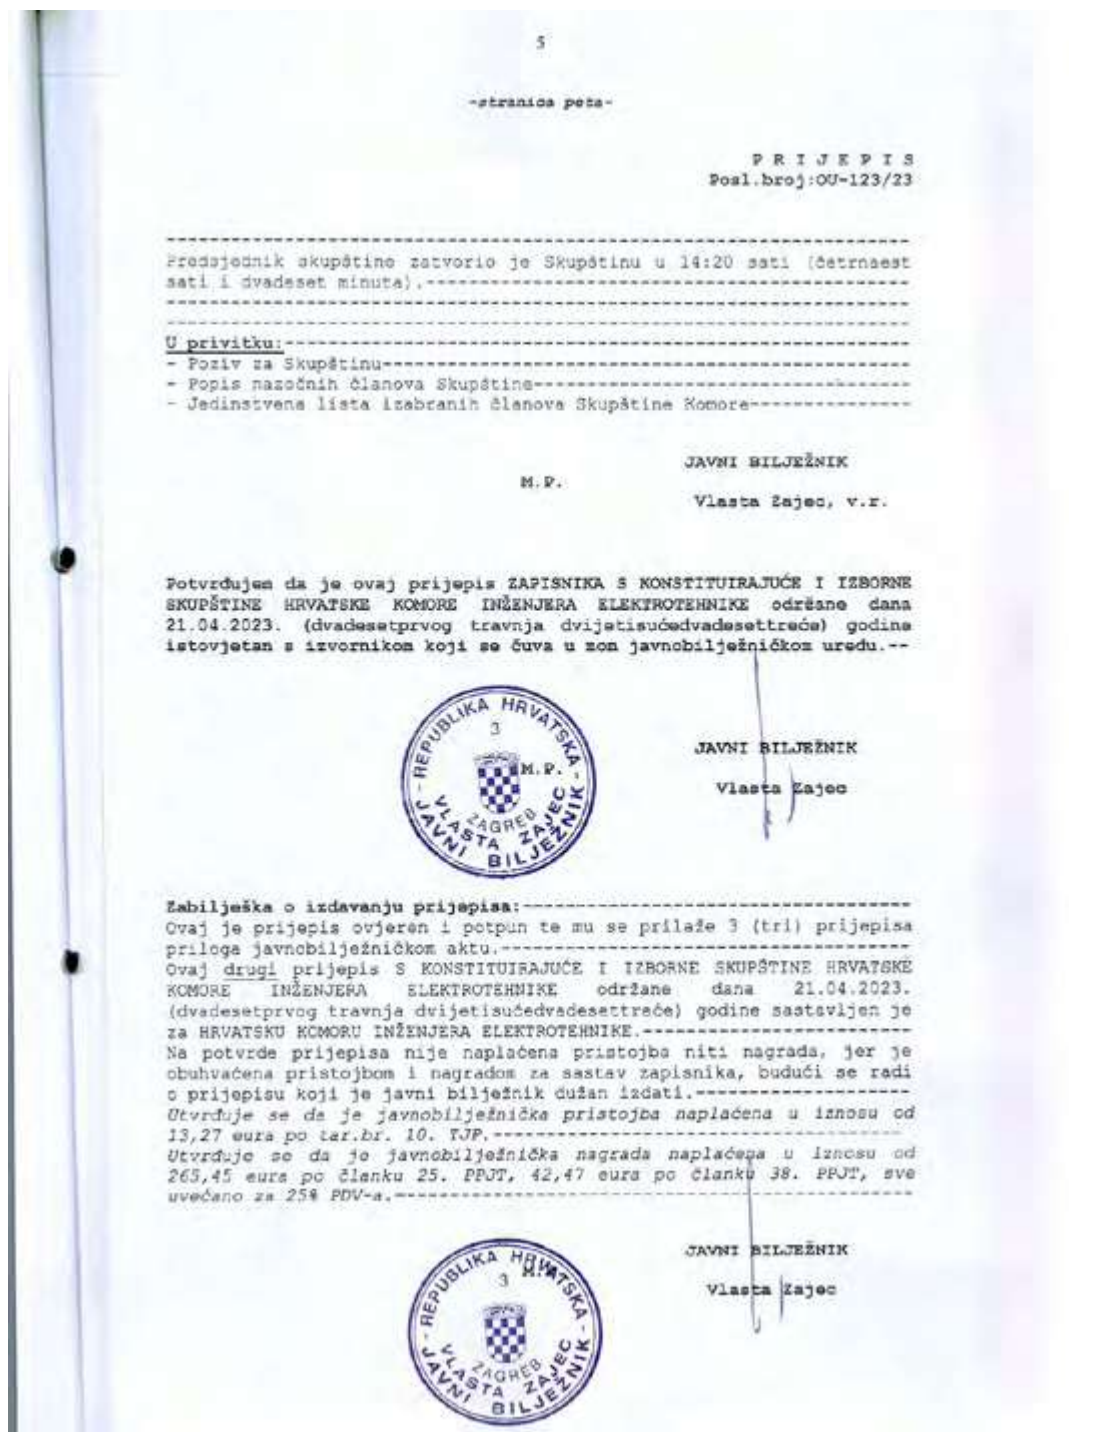 5
-stranica peta-
P R I J E P I S
Posl.broj:OU-123/23
--------------------------------------------------------------------
Predsjednik skupštine zatvorio je Skupštinu u 14:20 sati (četrnaest
sati i dvadeset minuta).--------------------------------------------
--------------------------------------------------------------------
--------------------------------------------------------------------
U privitku:---------------------------------------------------------
- Poziv za Skupštinu------------------------------------------------
- Popis nazočnih članova Skupštine----------------------------------
- Jedinstvena lista izabranih članova Skupštine Komore---------------
JAVNI BILJEŽNIK
M.P.
Vlasta Zajec, v.r.
Potvrđujem da je ovaj prijepis ZAPISNIKA S KONSTITUIRAJUĆE I IZBORNE
SKUPŠTINE HRVATSKE KOMORE INŽENJERA ELEKTROTEHNIKE održane dana
21.04.2023. (dvadesetprvog travnja dvijetisućedvadesettreće) godine
istovjetan s izvornikom koji se čuva u mom javnobilježničkom uredu.--
REPUBLIKA HRVATSKA
3
JAVNI BILJEŽNIK
M.P.
VLASTA ZAJEC
ZAGREB
JAVNI BILJEŽNIK
Vlasta Zajec
Zabilješka o izdavanju prijepisa:-----------------------------------
Ovaj je prijepis ovjeren i potpun te mu se prilaže 3 (tri) prijepisa
priloga javnobilježničkom aktu.-------------------------------------
Ovaj drugi prijepis S KONSTITUIRAJUĆE I IZBORNE SKUPŠTINE HRVATSKE
KOMORE INŽENJERA ELEKTROTEHNIKE održane dana 21.04.2023.
(dvadesetprvog travnja dvijetisućedvadesettreće) godine sastavljen je
za HRVATSKU KOMORU INŽENJERA ELEKTROTEHNIKE.------------------------
Na potvrde prijepisa nije naplaćena pristojba niti nagrada, jer je
obuhvaćena pristojbom i nagradom za sastav zapisnika, budući se radi
o prijepisu koji je javni bilježnik dužan izdati.-------------------
Utvrđuje se da je javnobilježnička pristojba naplaćena u iznosu od
13,27 eura po tar.br. 10. TJP.--------------------------------------
Utvrđuje se da je javnobilježnička nagrada naplaćena u iznosu od
265,45 eura po članku 25. PPJT, 42,47 eura po članku 38. PPJT, sve
uvećano za 25% PDV-a.-----------------------------------------------
JAVNI BILJEŽNIK
Vlasta Zajec
REPUBLIKA HRVATSKA
3
JAVNI BILJEŽNIK
VLASTA ZAJEC
ZAGREB